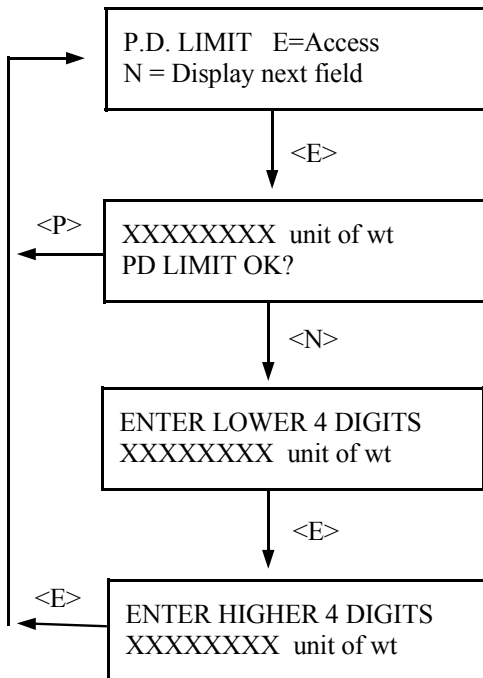 P.D. LIMIT E=Access
N = Display next field
<E>
<P>
XXXXXXXX unit of wt
PD LIMIT OK?
<N>
ENTER LOWER 4 DIGITS
XXXXXXXX unit of wt
<E>
<E>
ENTER HIGHER 4 DIGITS
XXXXXXXX unit of wt